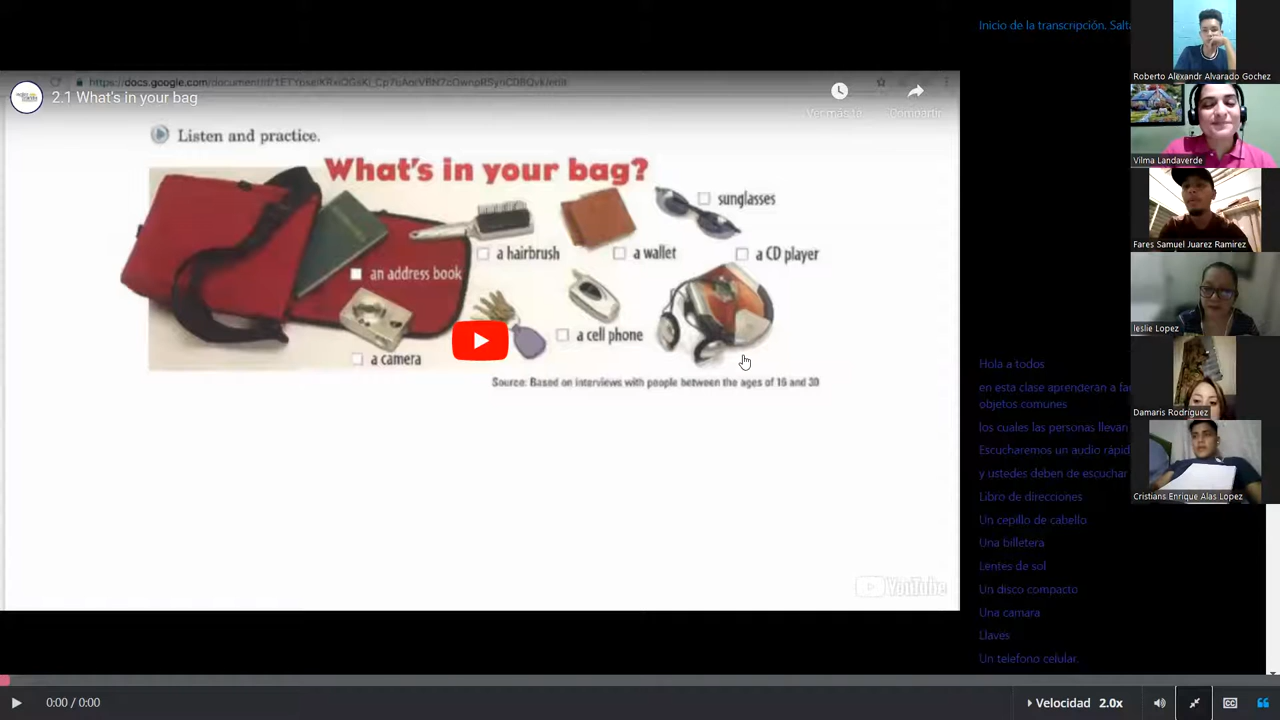 Inicio de la transcripción. Salta
2.1 What's in your bag
Ver más ta
Compartir
Listen and practice.
What's in your bag?
sunglasses
a hairbrush
a wallet
a CD player
an address book
a cell phone
a camera
Source: Based on interviews with people between the ages of 16 and 30
YouTube
Hola a todos
en esta clase aprenderán a
objetos comunes
los cuales las personas llevan
Escucharemos un audio rápid
y ustedes deben de escuchar
Libro de direcciones
Un cepillo de cabello
Una billetera
Lentes de sol
Un disco compacto
Una camara
Llaves
Un telefono celular.
0:00 / 0:00
Velocidad 2.0x
Roberto Alexandr Alvarado Gochez
Vilma Landaverde
Fares Samuel Juarez Ramirez
leslie Lopez
Damaris Rodriguez
Cristians Enrique Alas Lopez